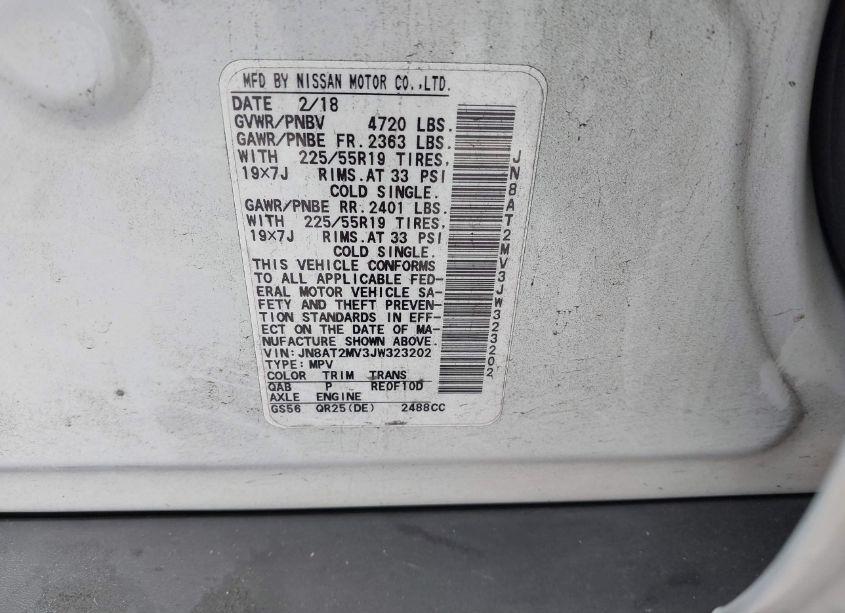 MFD BY NISSAN MOTOR CO.,LTD.
DATE 2/18
GVWR/PNBV 4720 LBS.
GAWR/PNBE FR. 2363 LBS.
WITH 225/55R19 TIRES,
19×7J RIMS.AT 33 PSI
COLD SINGLE.
GAWR/PNBE RR. 2401 LBS.
WITH 225/55R19 TIRES,
19×7J RIMS.AT 33 PSI
COLD SINGLE.
THIS VEHICLE CONFORMS
TO ALL APPLICABLE FED-
ERAL MOTOR VEHICLE SA-
FETY AND THEFT PREVEN-
TION STANDARDS IN EFF-
ECT ON THE DATE OF MA-
NUFACTURE SHOWN ABOVE.
VIN: JN8AT2MV3JW323202
TYPE: MPV
COLOR TRIM TRANS
QAB P RE0F10D
AXLE ENGINE
GS56 QR25(DE) 2488CC
JN8AT2MV3JW323202